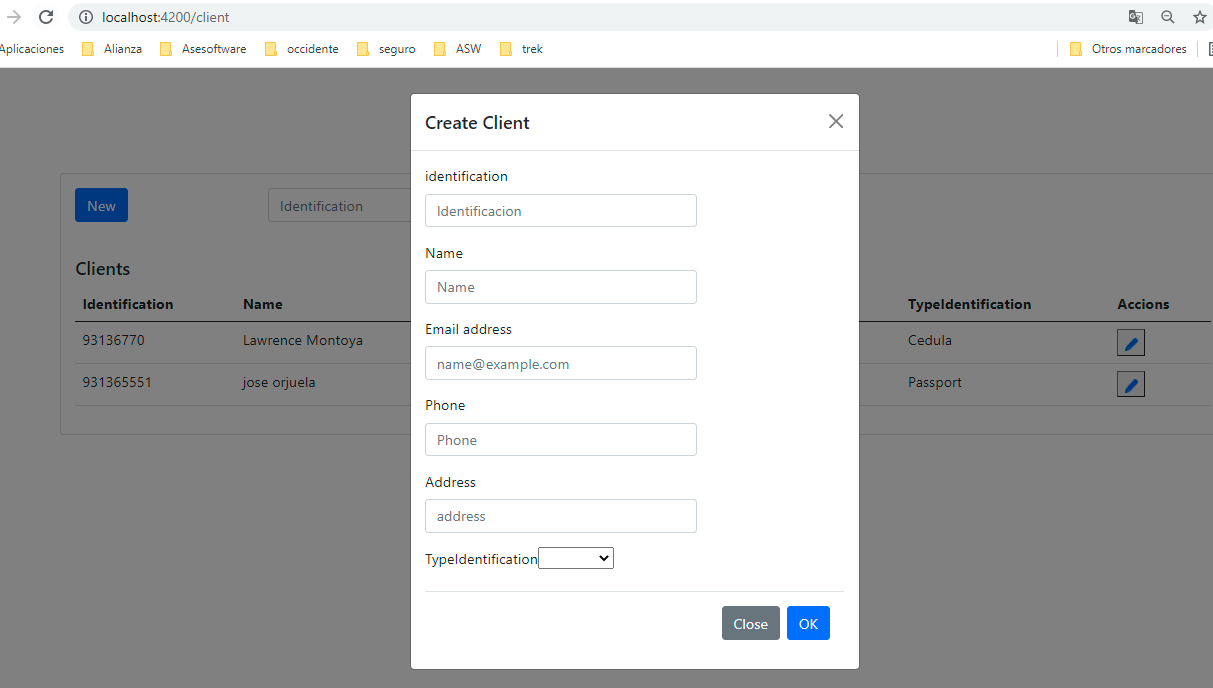 localhost:4200/client
Aplicaciones Alianza Asesoftware occidente seguro ASW trek Otros marcadores
Create Client
identification
Identificacion
Name
Name
Email address
name@example.com
Phone
Phone
Address
address
TypeIdentification
Close OK
New Identification
Clients
Identification Name TypeIdentification Accions
93136770 Lawrence Montoya Cedula
931365551 jose orjuela Passport